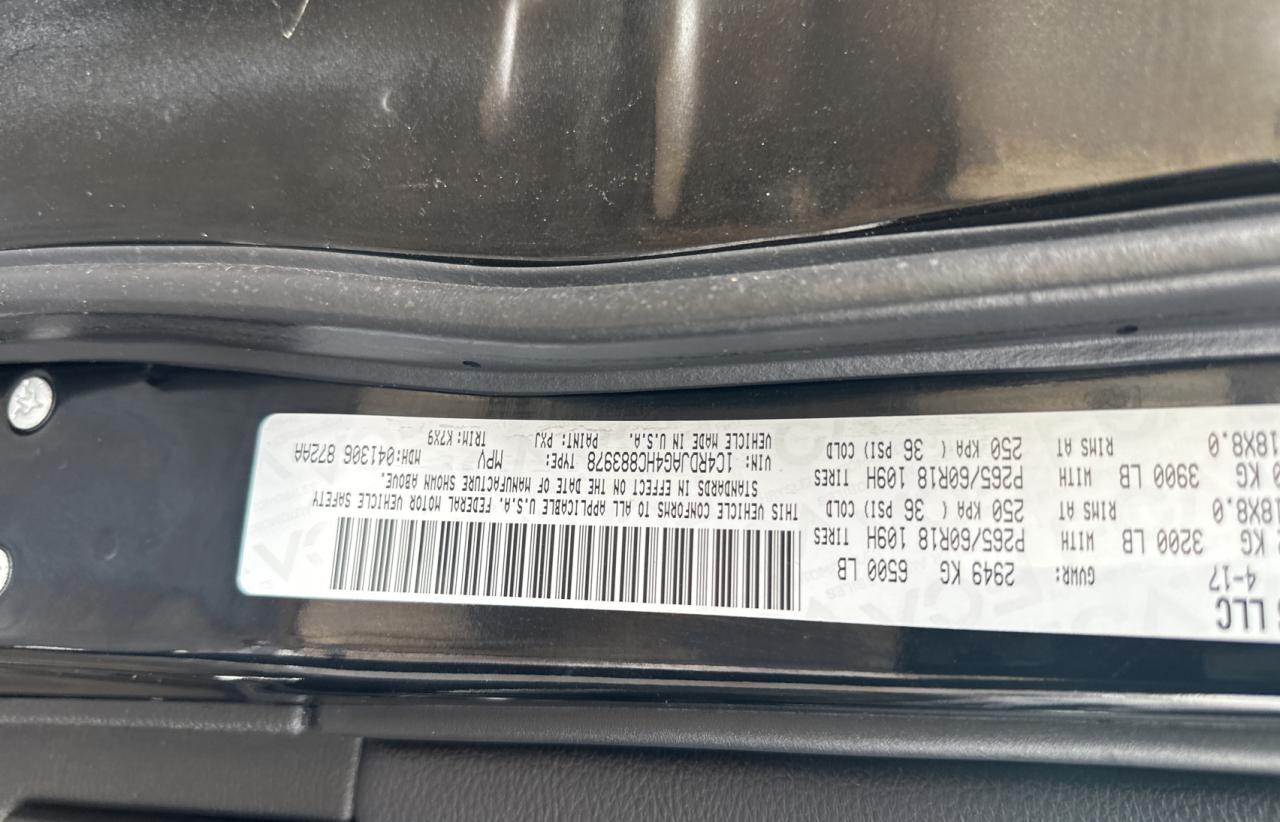 LLC
4-17 GVWR: 2949 KG 6500 LB
KG 3200 LB WITH P265/60R18 109H TIRES
18X8.0 RIMS AT 250 KPA ( 36 PSI) COLD
KG 3900 LB WITH P265/60R18 109H TIRES
18X8.0 RIMS AT 250 KPA ( 36 PSI) COLD
THIS VEHICLE CONFORMS TO ALL APPLICABLE U.S.A. FEDERAL MOTOR VEHICLE SAFETY
STANDARDS IN EFFECT ON THE DATE OF MANUFACTURE SHOWN ABOVE.
VIN: 1C4RDJAG4HC883978 TYPE: MPV MDH:041306 872AA
VEHICLE MADE IN U.S.A. PAINT: PXJ TRIM: K7X9